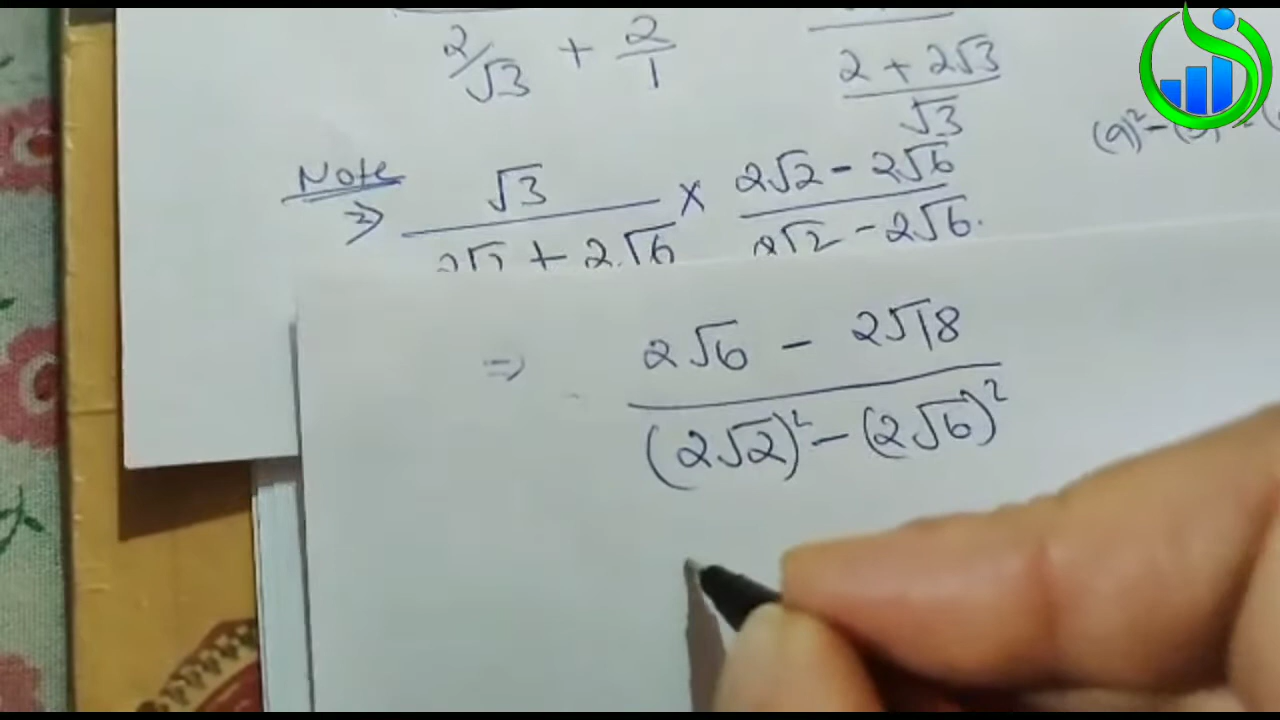 2/√3 + 2/1
2 + 2√3
√3
Note
⇒ √3 / 2√2 + 2√6 × 2√2 - 2√6 / 2√2 - 2√6.
⇒ 2√6 - 2√18
(2√2)² - (2√6)²